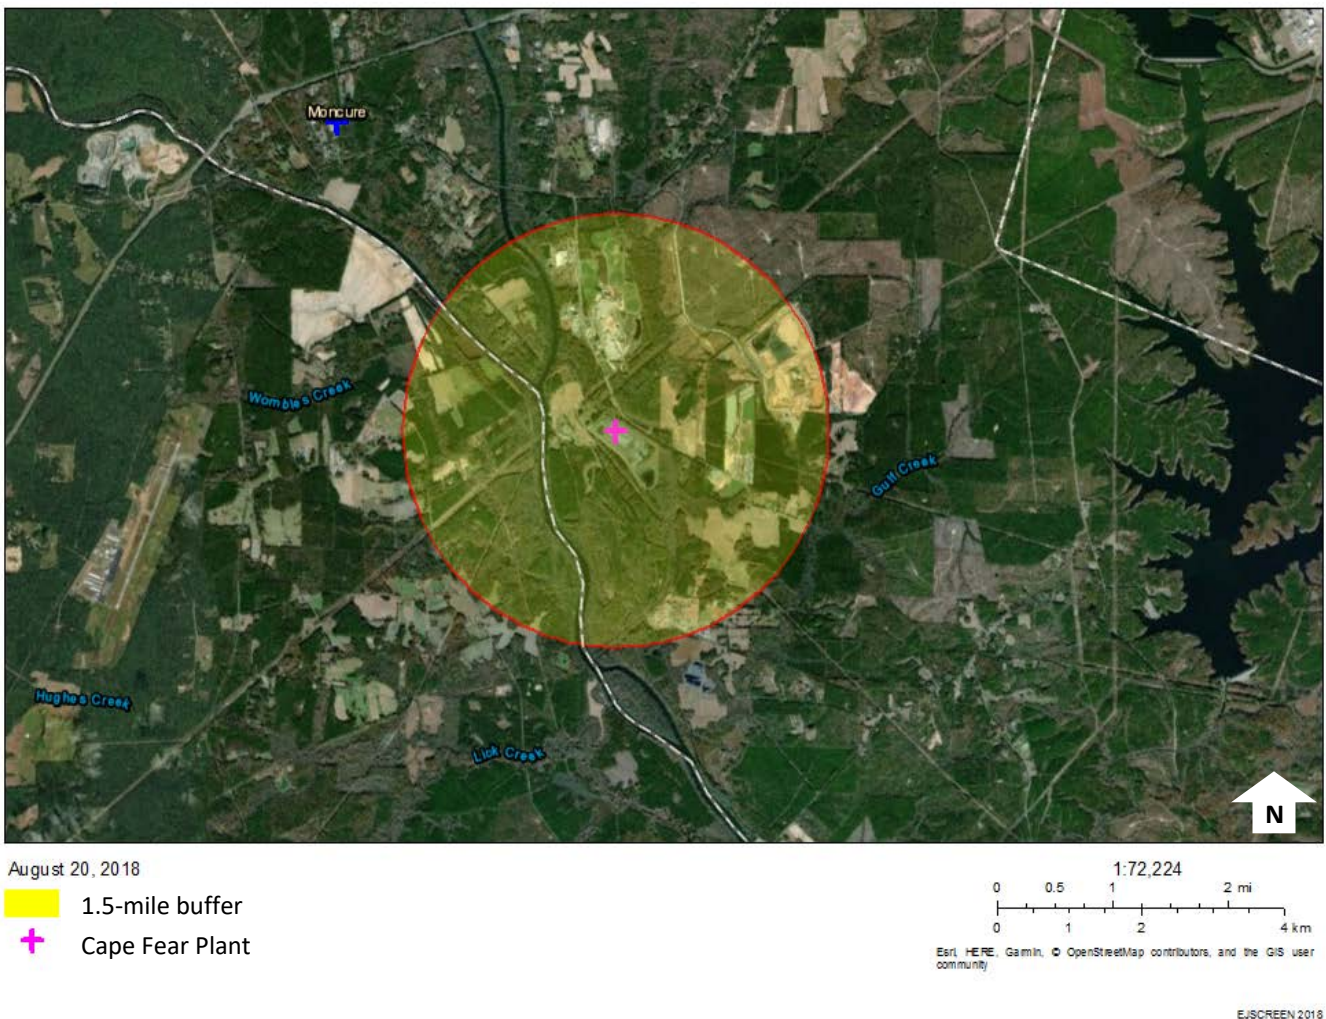 Moncure
Wombles Creek
Gulf Creek
Hughes Creek
Lick Creek
N
August 20, 2018
1.5-mile buffer
Cape Fear Plant
1:72,224
0 0.5 1 2 mi
0 1 2 4 km
Esri, HERE, Garmin, © OpenStreetMap contributors, and the GIS user
community
EJSCREEN 2018